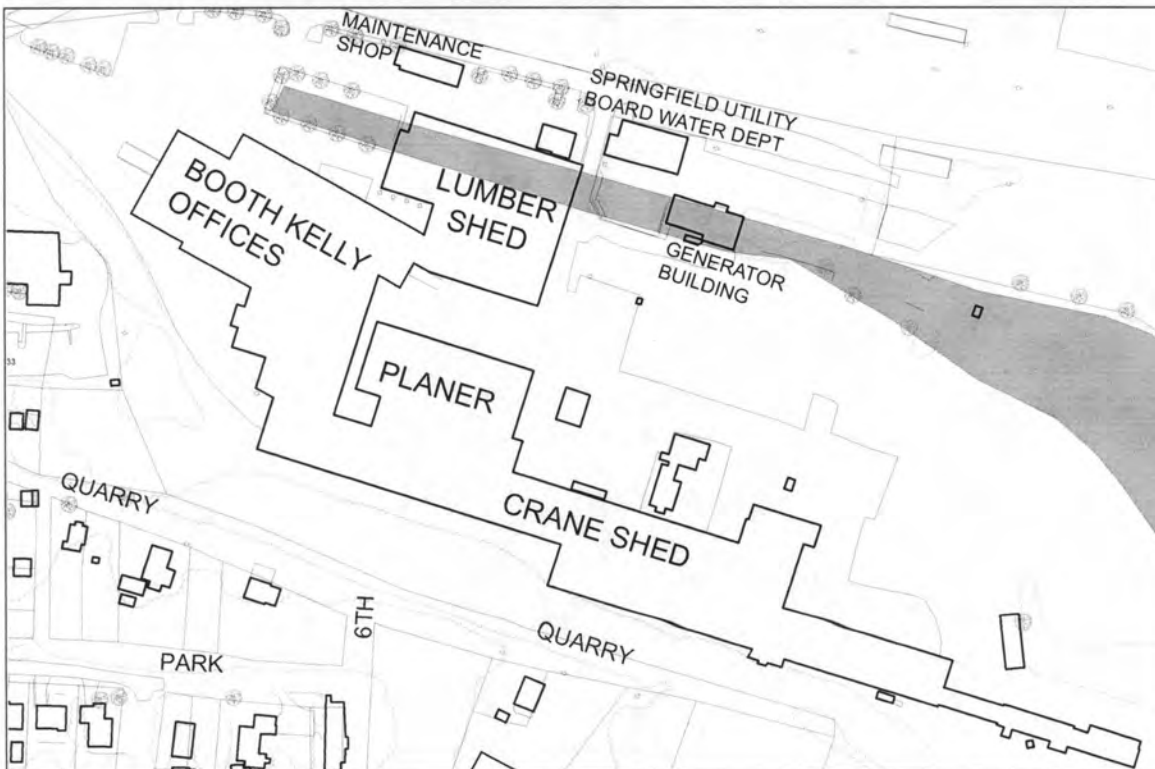 MAINTENANCE
SHOP
SPRINGFIELD UTILITY
BOARD WATER DEPT
BOOTH KELLY
OFFICES
LUMBER
SHED
GENERATOR
BUILDING
PLANER
33
QUARRY
CRANE SHED
6TH
QUARRY
PARK